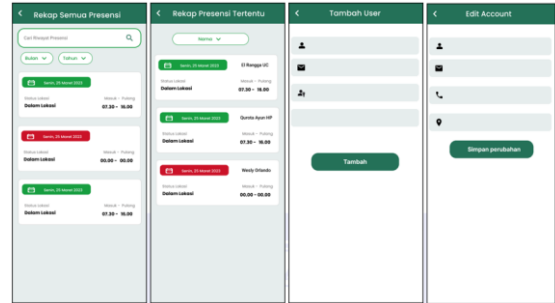 Rekap Semua Presensi
Cari Riwayat Presensi
Bulan
Tahun
Senin, 25 Maret 2023
Status Lokasi
Masuk - Pulang
Dalam Lokasi
07.30 - 16.00
Senin, 25 Maret 2023
Status Lokasi
Masuk - Pulang
Dalam Lokasi
00.00 - 00.00
Senin, 25 Maret 2023
Status Lokasi
Masuk - Pulang
Dalam Lokasi
07.30 - 16.00
Rekap Presensi Tertentu
Nama
Senin, 25 Maret 2023
El Rangga UC
Status Lokasi
Masuk - Pulang
Dalam Lokasi
07.30 - 16.00
Senin, 25 Maret 2023
Qurota Ayun HP
Status Lokasi
Masuk - Pulang
Dalam Lokasi
07.30 - 16.00
Senin, 25 Maret 2023
Wesly Orlando
Status Lokasi
Masuk - Pulang
Dalam Lokasi
00.00 - 00.00
Tambah User
Tambah
Edit Account
Simpan perubahan